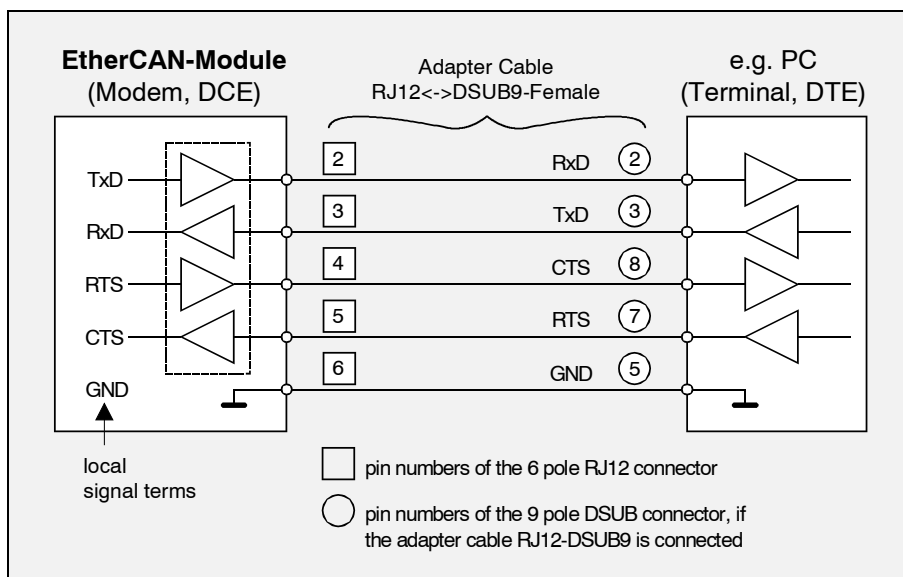 EtherCAN-Module
(Modem, DCE)
Adapter Cable
RJ12<->DSUB9-Female
e.g. PC
(Terminal, DTE)
TxD
2
RxD
2
RxD
3
TxD
3
RTS
4
CTS
8
CTS
5
RTS
7
GND
6
GND
5
local
signal terms
pin numbers of the 6 pole RJ12 connector
pin numbers of the 9 pole DSUB connector, if
the adapter cable RJ12-DSUB9 is connected